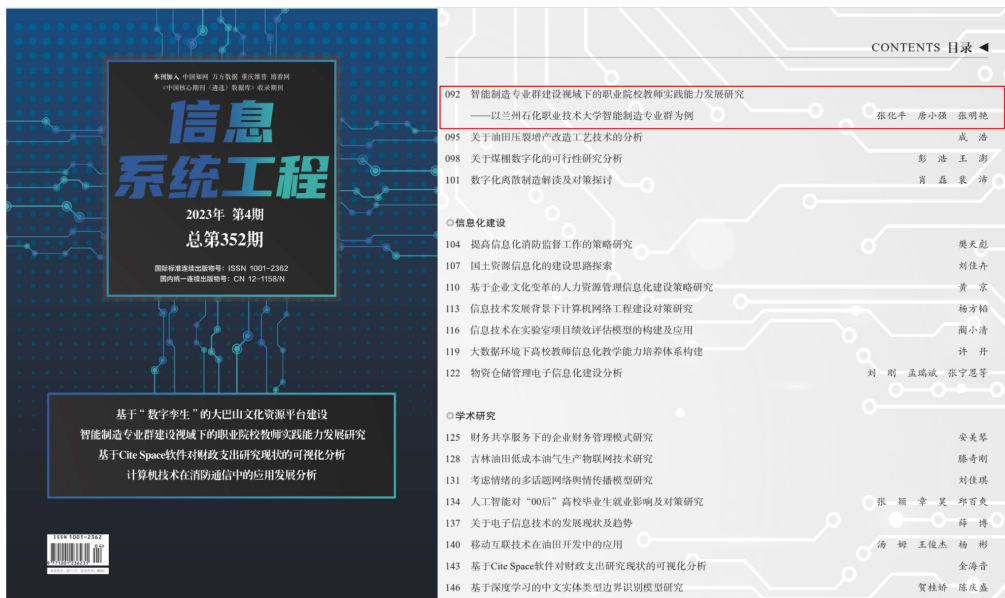 本刊加入 中国知网 万方数据 重庆维普 博看网
《中国核心期刊(遴选)数据库》收录期刊
信息
系统工程
2023年 第4期
总第352期
国际标准连续出版物号：ISSN 1001-2362
国内统一连续出版物号：CN 12-1158/N
基于“数字孪生”的大巴山文化资源平台建设
智能制造专业群建设视域下的职业院校教师实践能力发展研究
基于Cite Space软件对财政支出研究现状的可视化分析
计算机技术在消防通信中的应用发展分析
ISSN 1001-2362
CONTENTS 目录
092 智能制造专业群建设视域下的职业院校教师实践能力发展研究
——以兰州石化职业技术大学智能制造专业群为例 张化平 唐小强 张明艳
095 关于油田压裂增产改造工艺技术的分析 成浩
098 关于煤棚数字化的可行性研究分析 彭浩 王澎
101 数字化离散制造解读及对策探讨 肖磊 裴沛
◎信息化建设
104 提高信息化消防监督工作的策略研究 樊天彪
107 国土资源信息化的建设思路探索 刘佳卉
110 基于企业文化变革的人力资源管理信息化建设策略研究 黄京
113 信息技术发展背景下计算机网络工程建设对策研究 杨方韬
116 信息技术在实验室项目绩效评估模型的构建及应用 蔺小清
119 大数据环境下高校教师信息化教学能力培养体系构建 许丹
122 物资仓储管理电子信息化建设分析 刘刚 孟瑞斌 张宁恩等
◎学术研究
125 财务共享服务下的企业财务管理模式研究 安美琴
128 吉林油田低成本油气生产物联网技术研究 滕奇刚
131 考虑情绪的多话题网络舆情传播模型研究 刘佳琪
134 人工智能对“00后”高校毕业生就业影响及对策研究 张颖 章昊 邱百爽
137 关于电子信息技术的发展现状及趋势 薛博
140 移动互联技术在油田开发中的应用 汤姆 王俊杰 杨彬
143 基于Cite Space软件对财政支出研究现状的可视化分析 金海音
146 基于深度学习的中文实体类型边界识别模型研究 贺桂娇 陈庆盛